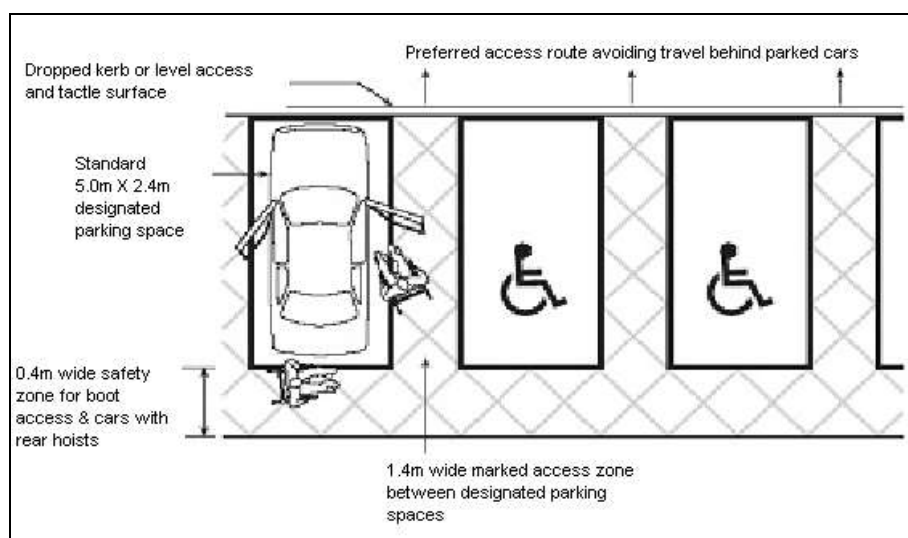 Preferred access route avoiding travel behind parked cars
Dropped kerb or level access
and tactle surface
Standard
5.0m X 2.4m
designated
parking space
0.4m wide safety
zone for boot
access & cars with
rear hoists
1.4m wide marked access zone
between designated parking
spaces